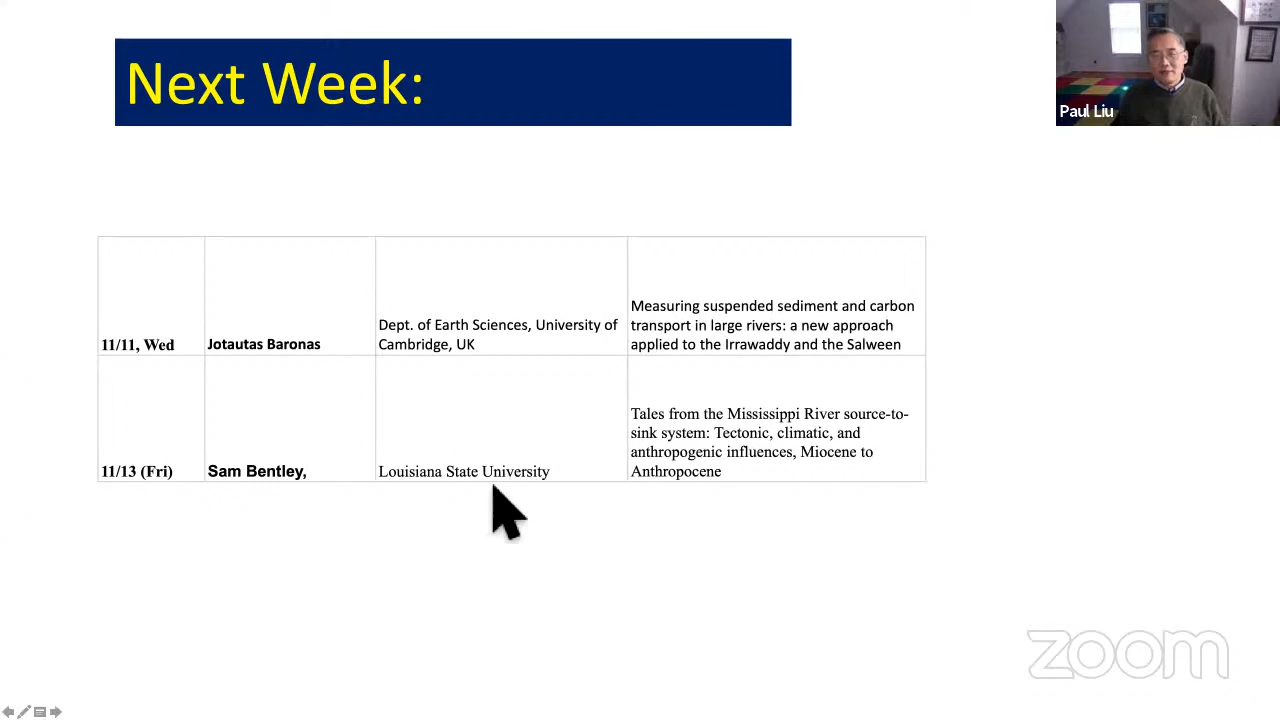 Next Week:
Paul Liu
11/11, Wed
Jotautas Baronas
Dept. of Earth Sciences, University of
Cambridge, UK
Measuring suspended sediment and carbon
transport in large rivers: a new approach
applied to the Irrawaddy and the Salween
11/13 (Fri)
Sam Bentley,
Louisiana State University
Tales from the Mississippi River source-to-
sink system: Tectonic, climatic, and
anthropogenic influences, Miocene to
Anthropocene
zoom